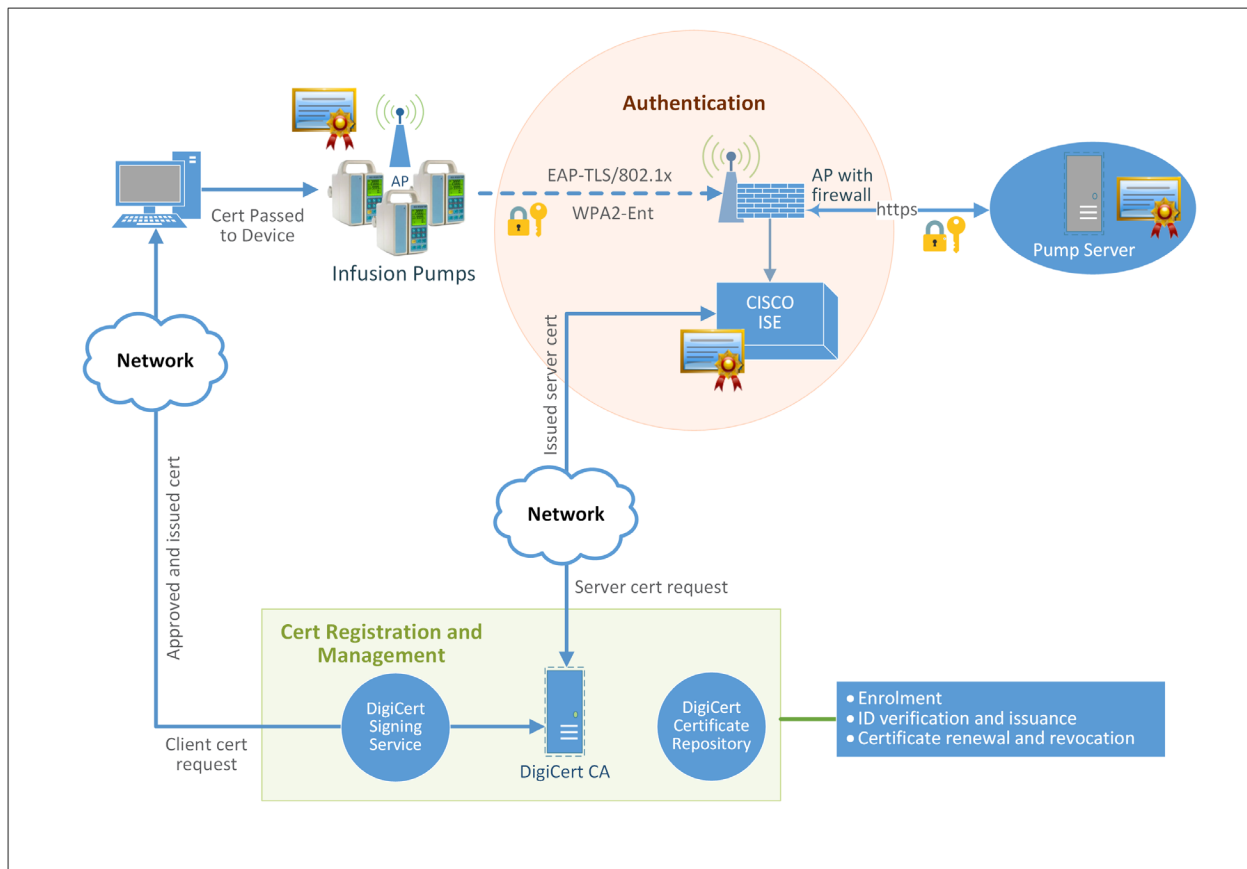 Authentication
AP
EAP-TLS/802.1x
WPA2-Ent
AP with
firewall
https
Cert Passed
to Device
Infusion Pumps
Pump Server
CISCO
ISE
Network
Issued server cert
Approved and issued cert
Network
Server cert request
Cert Registration and
Management
DigiCert
Signing
Service
DigiCert
Certificate
Repository
DigiCert CA
Client cert
request
• Enrolment
• ID verification and issuance
• Certificate renewal and revocation